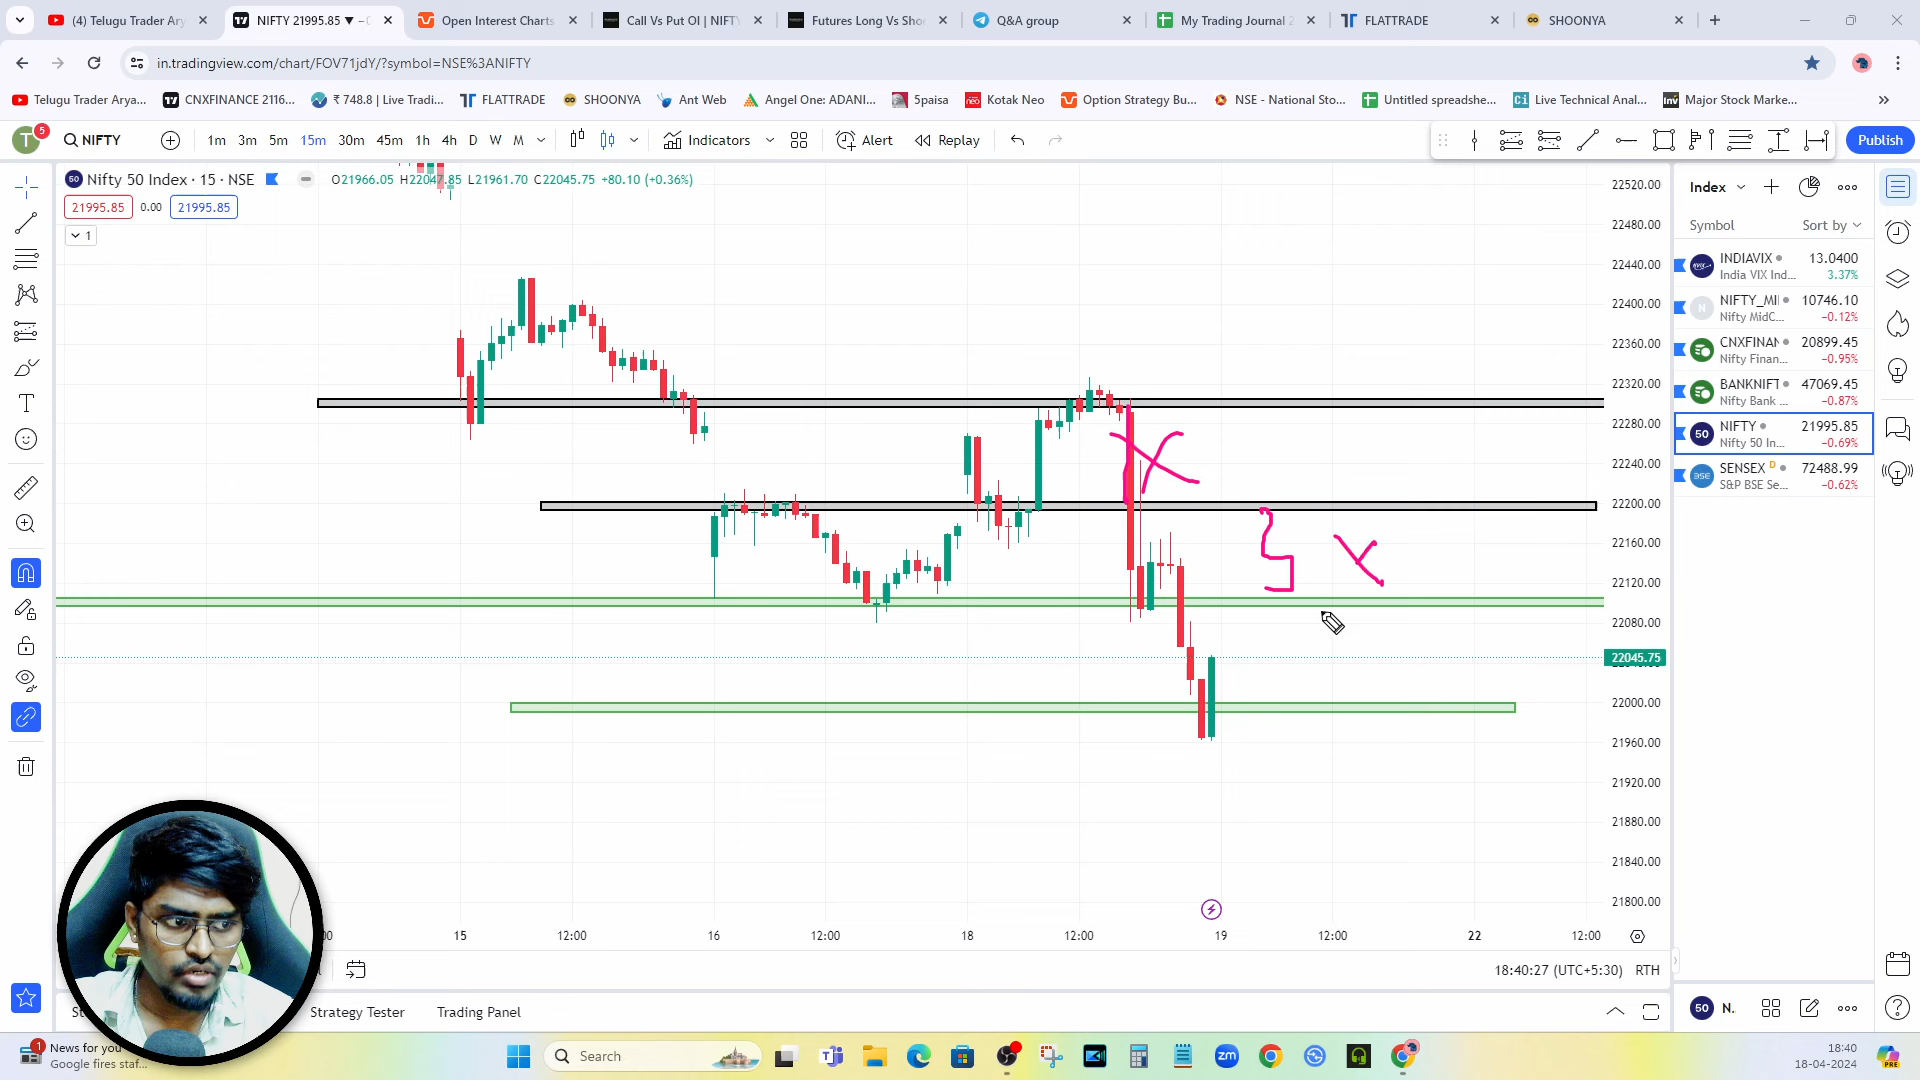 (4) Telugu Trader Ary
NIFTY 21995.85 ▼ −
Open Interest Charts
Call Vs Put OI | NIFTY
Futures Long Vs Sho
Q&A group
My Trading Journal 2
FLATTRADE
SHOONYA
in.tradingview.com/chart/FOV71jdY/?symbol=NSE%3ANIFTY
Telugu Trader Arya...
CNXFINANCE 2116...
₹ 748.8 | Live Tradi...
FLATTRADE
SHOONYA
Ant Web
Angel One: ADANI...
5paisa
Kotak Neo
Option Strategy Bu...
NSE - National Sto...
Untitled spreadshe...
Live Technical Anal...
Major Stock Marke...
T 5
NIFTY
1m 3m 5m 15m 30m 45m 1h 4h D W M
Indicators
Alert
Replay
Publish
50 Nifty 50 Index · 15 · NSE
O21966.05 H22047.85 L21961.70 C22045.75 +80.10 (+0.36%)
21995.85 0.00 21995.85
1
22520.00
22480.00
22440.00
22400.00
22360.00
22320.00
22280.00
22240.00
22200.00
22160.00
22120.00
22080.00
22045.75
22000.00
21960.00
21920.00
21880.00
21840.00
21800.00
15 12:00 16 12:00 18 12:00 19 12:00 22 12:00
18:40:27 (UTC+5:30) RTH
Strategy Tester
Trading Panel
Index
Symbol Sort by
INDIAVIX 13.0400
India VIX Ind... 3.37%
NIFTY_MI 10746.10
Nifty MidC... −0.12%
CNXFINAN 20899.45
Nifty Finan... −0.95%
BANKNIFT 47069.45
Nifty Bank ... −0.87%
50 NIFTY 21995.85
Nifty 50 In... −0.69%
SENSEX D 72488.99
S&P BSE Se... −0.62%
50 N.
1 News for you
Google fires staf...
Search
18:40
18-04-2024